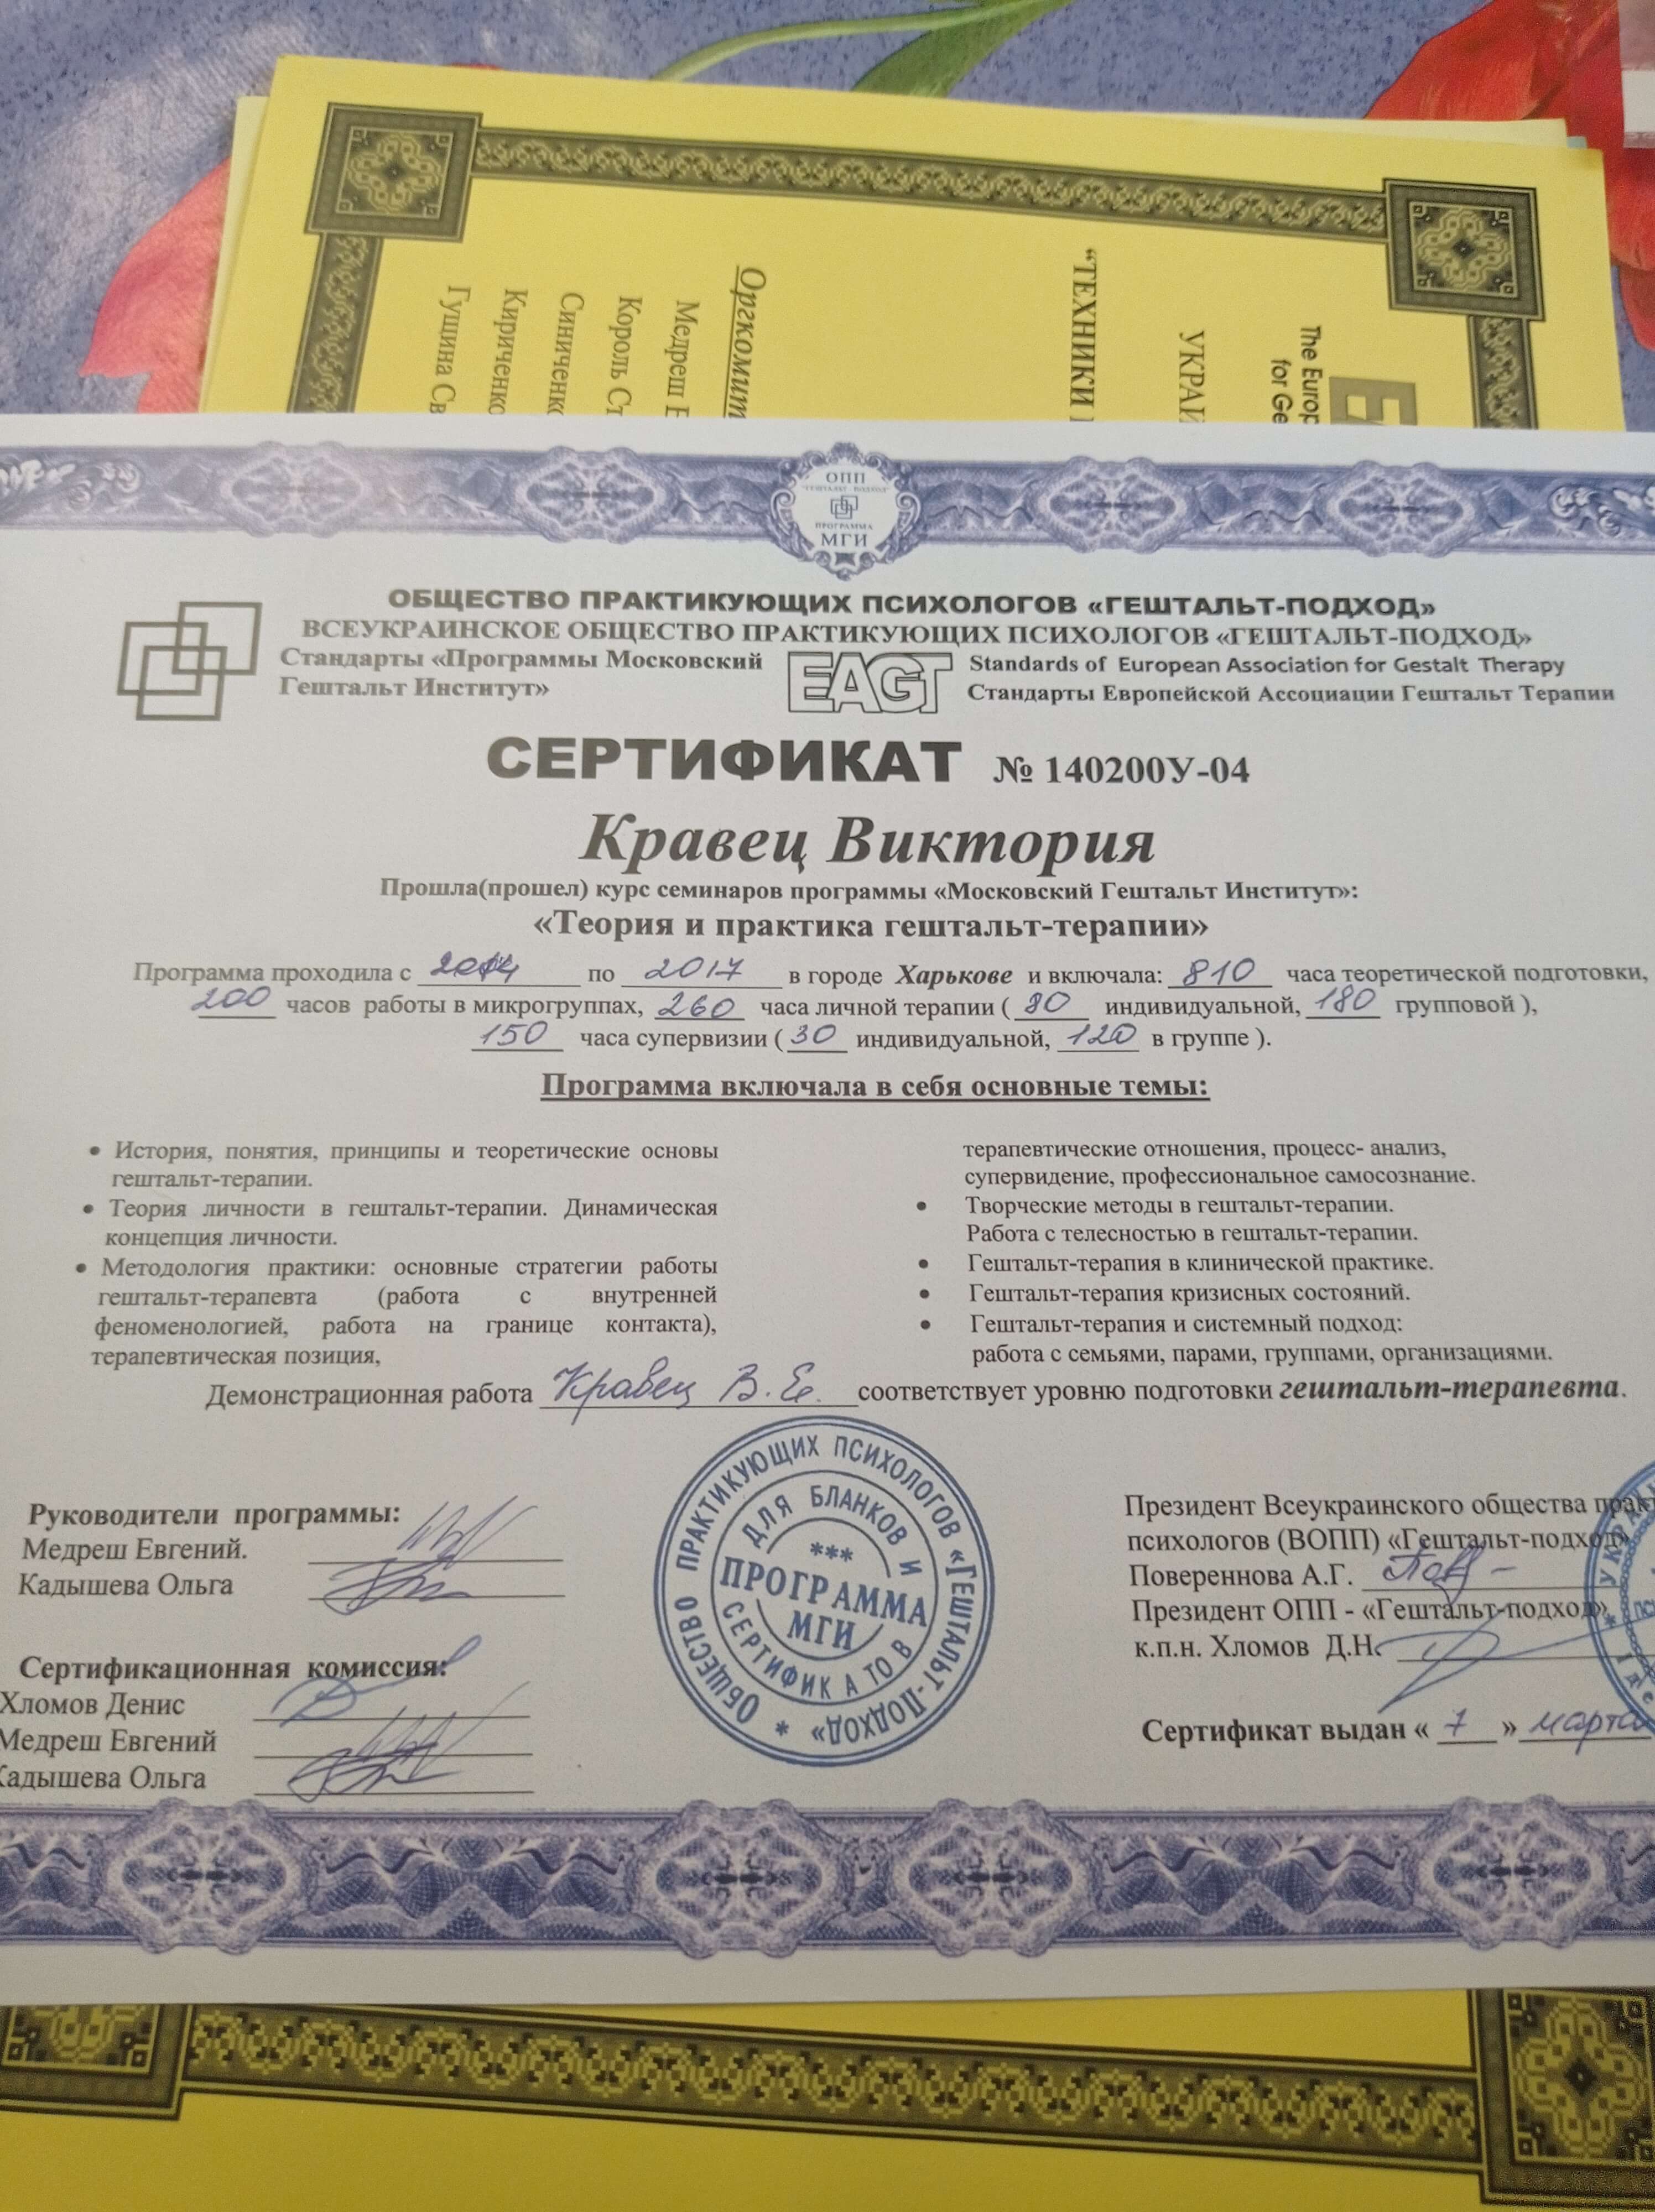 The Europ
for Ge
УКРАИ
"ТЕХНИКИ
Оргкомит
Медреш Е
Король Ст
Синиченко
Кириченко
Гушина Св
ОПП
"ГЕШТАЛЬТ - ПОДХОД"
ПРОГРАММА
МГИ
ОБЩЕСТВО ПРАКТИКУЮЩИХ ПСИХОЛОГОВ «ГЕШТАЛЬТ-ПОДХОД»
ВСЕУКРАИНСКОЕ ОБЩЕСТВО ПРАКТИКУЮЩИХ ПСИХОЛОГОВ «ГЕШТАЛЬТ-ПОДХОД»
Стандарты «Программы Московский
Гештальт Институт»
EAGT
Standards of European Association for Gestalt Therapy
Стандарты Европейской Ассоциации Гештальт Терапии
СЕРТИФИКАТ № 140200У-04
Кравец Виктория
Прошла(прошел) курс семинаров программы «Московский Гештальт Институт»:
«Теория и практика гештальт-терапии»
Программа проходила с 2014 по 2017 в городе Харькове и включала: 810 часа теоретической подготовки,
200 часов работы в микрогруппах, 260 часа личной терапии ( 80 индивидуальной, 180 групповой ),
150 часа супервизии ( 30 индивидуальной, 120 в группе ).
Программа включала в себя основные темы:
• История, понятия, принципы и теоретические основы
гештальт-терапии.
• Теория личности в гештальт-терапии. Динамическая
концепция личности.
• Методология практики: основные стратегии работы
гештальт-терапевта (работа с внутренней
феноменологией, работа на границе контакта),
терапевтическая позиция,
терапевтические отношения, процесс- анализ,
супервидение, профессиональное самосознание.
• Творческие методы в гештальт-терапии.
Работа с телесностью в гештальт-терапии.
• Гештальт-терапия в клинической практике.
• Гештальт-терапия кризисных состояний.
• Гештальт-терапия и системный подход:
работа с семьями, парами, группами, организациями.
Демонстрационная работа Кравец В. Е. соответствует уровню подготовки гештальт-терапевта.
Руководители программы:
Медреш Евгений.
Кадышева Ольга
Сертификационная комиссия:
Хломов Денис
Медреш Евгений
Кадышева Ольга
ОБЩЕСТВО ПРАКТИКУЮЩИХ ПСИХОЛОГОВ «ГЕШТАЛЬТ-ПОДХОД» *
ДЛЯ БЛАНКОВ И СЕРТИФИКАТОВ
***
ПРОГРАММА
МГИ
Президент Всеукраинского общества прак
психологов (ВОПП) «Гештальт-подход»
Повереннова А.Г.
Президент ОПП - «Гештальт-подход»
к.п.н. Хломов Д.Н.
Сертификат выдан « 7 » марта